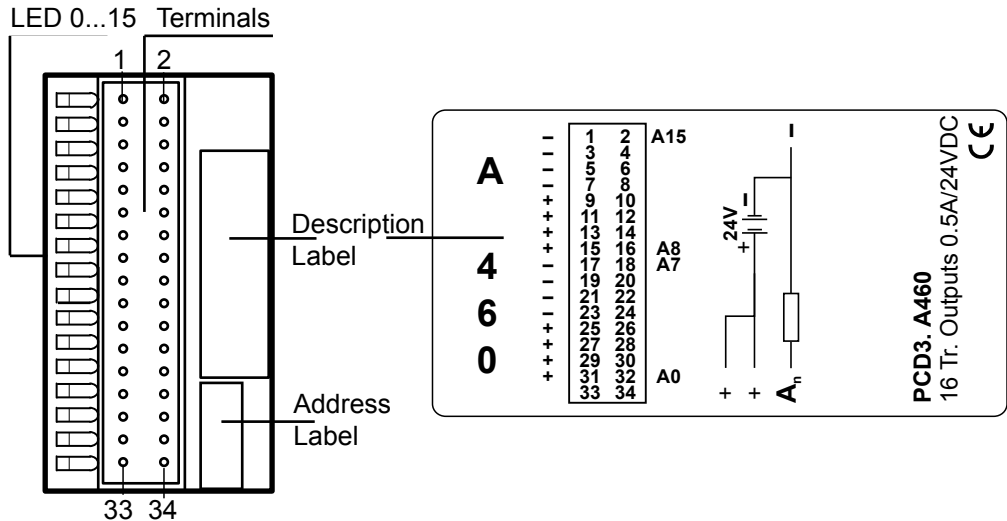 LED 0...15 Terminals
1 2
33 34
Description
Label
Address
Label
A
4
6
0
– 1 2 A15
– 3 4
– 5 6
– 7 8
+ 9 10
+ 11 12
+ 13 14
+ 15 16 A8
– 17 18 A7
– 19 20
– 21 22
– 23 24
+ 25 26
+ 27 28
+ 29 30
+ 31 32 A0
33 34
24V
+ –
–
+ + An
PCD3. A460
16 Tr. Outputs 0.5A/24VDC
CE